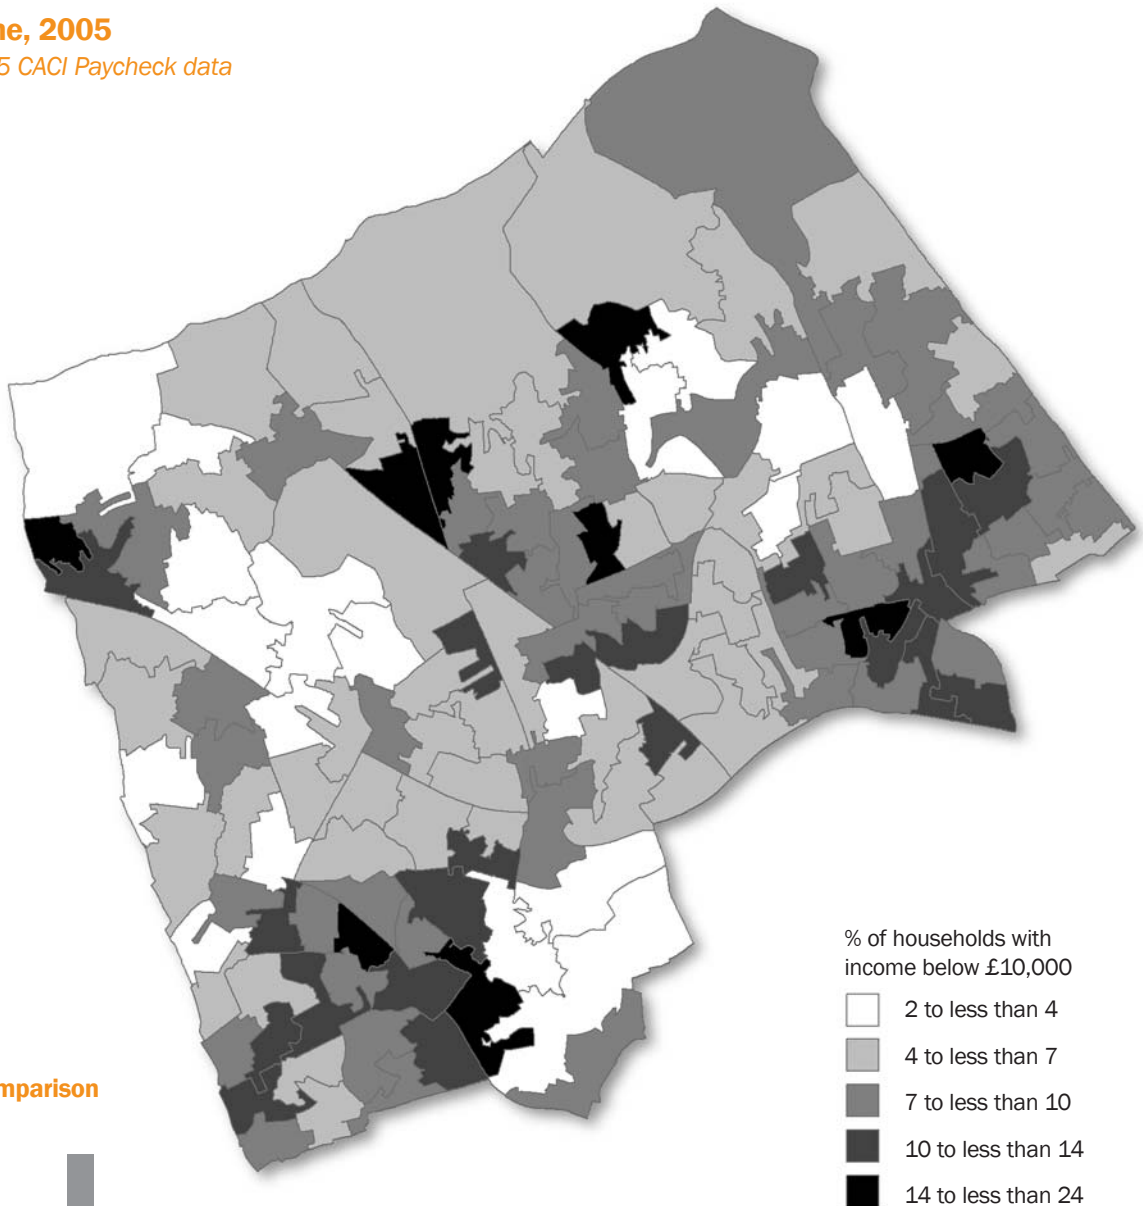 ne, 2005
5 CACI Paycheck data
% of households with
income below £10,000
2 to less than 4
4 to less than 7
7 to less than 10
10 to less than 14
14 to less than 24
mparison